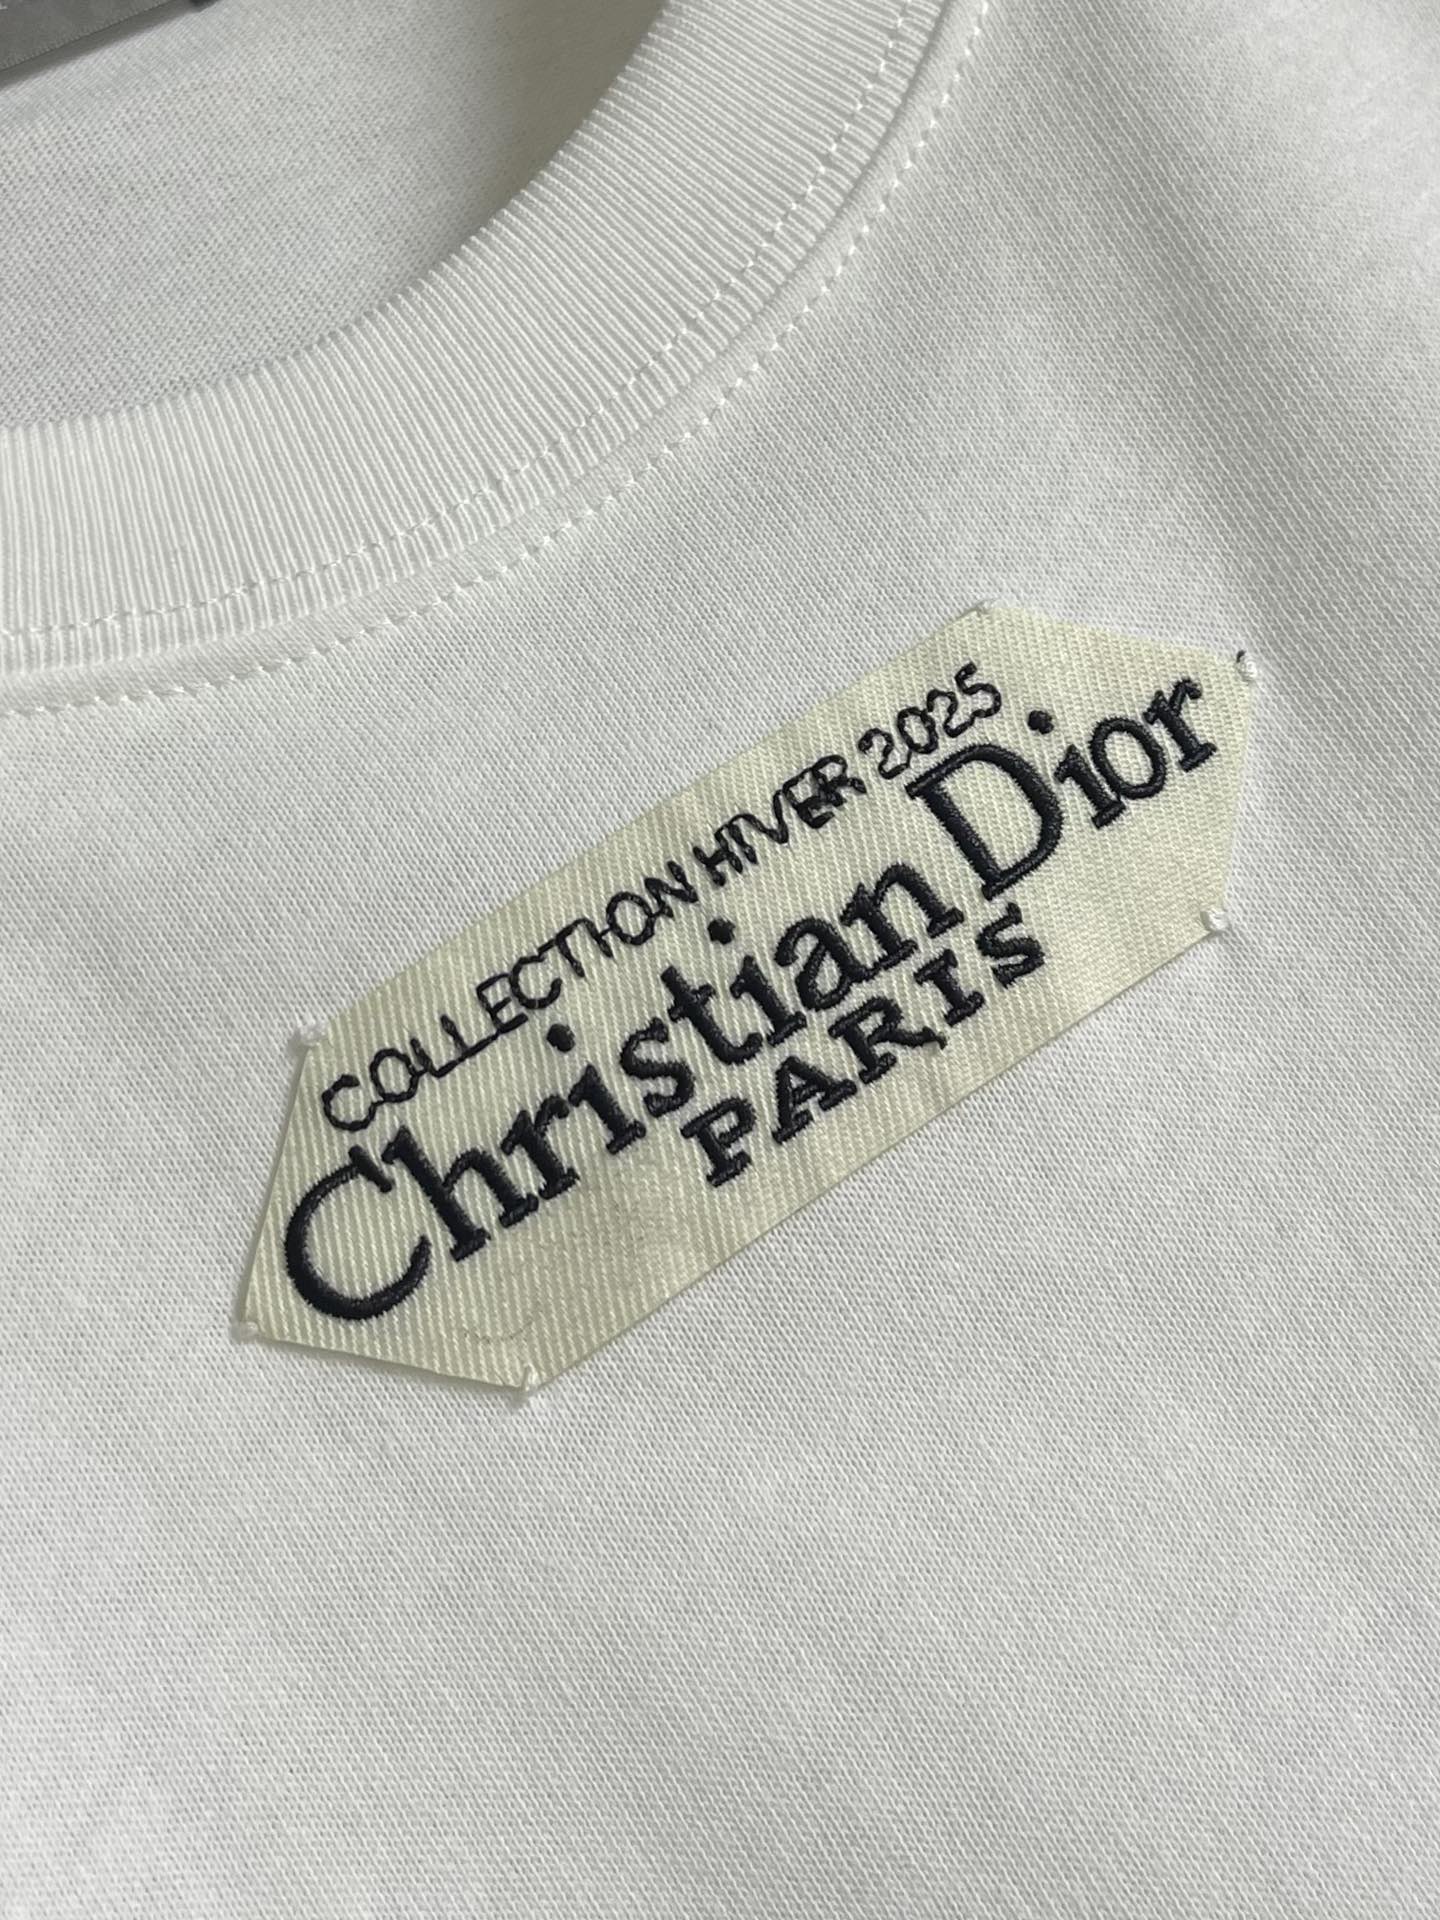 COLLECTION HIVER 2025
Christian Dior
PARIS